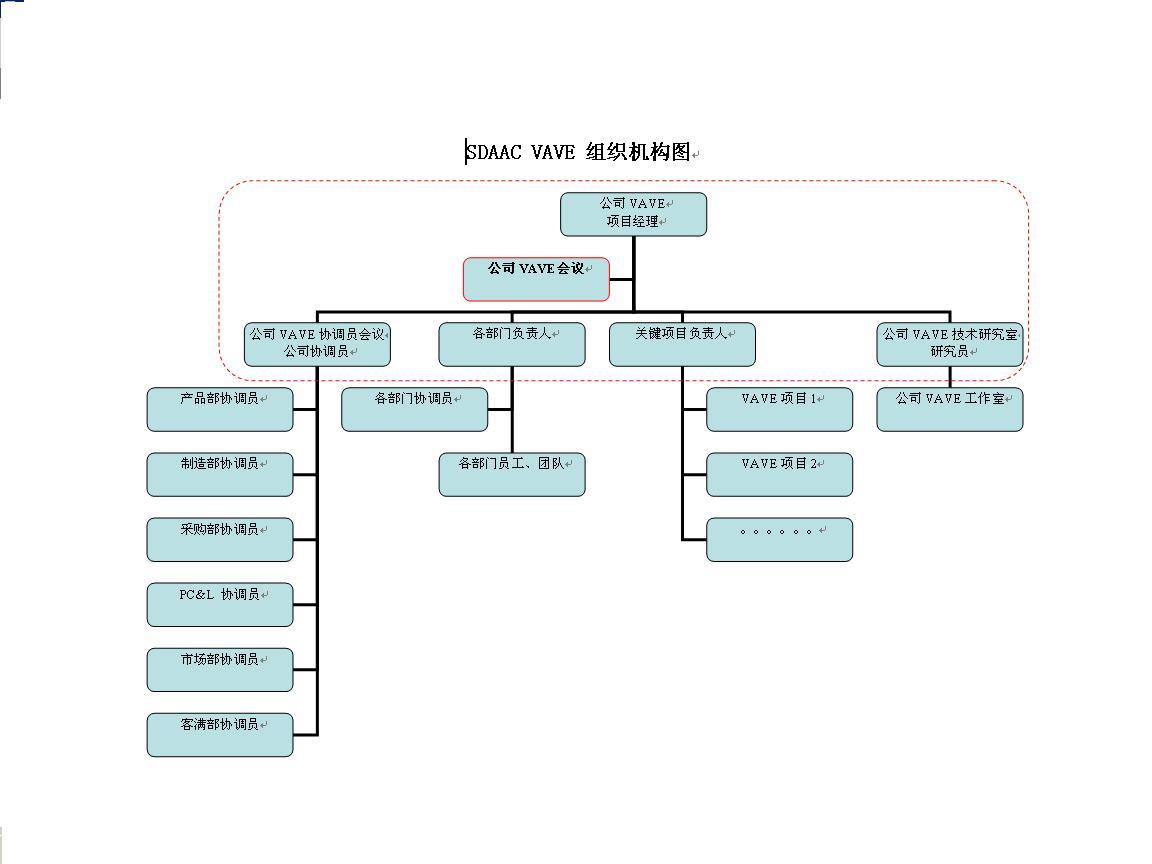 SDAAC VAVE 组织机构图
公司 VAVE
项目经理
公司 VAVE 会议
公司 VAVE 协调员会议
公司协调员
各部门负责人
关键项目负责人
公司 VAVE 技术研究室
研究员
产品部协调员
各部门协调员
VAVE 项目 1
公司 VAVE 工作室
制造部协调员
各部门员工、团队
VAVE 项目 2
采购部协调员
。。。。。。
PC&L 协调员
市场部协调员
客满部协调员